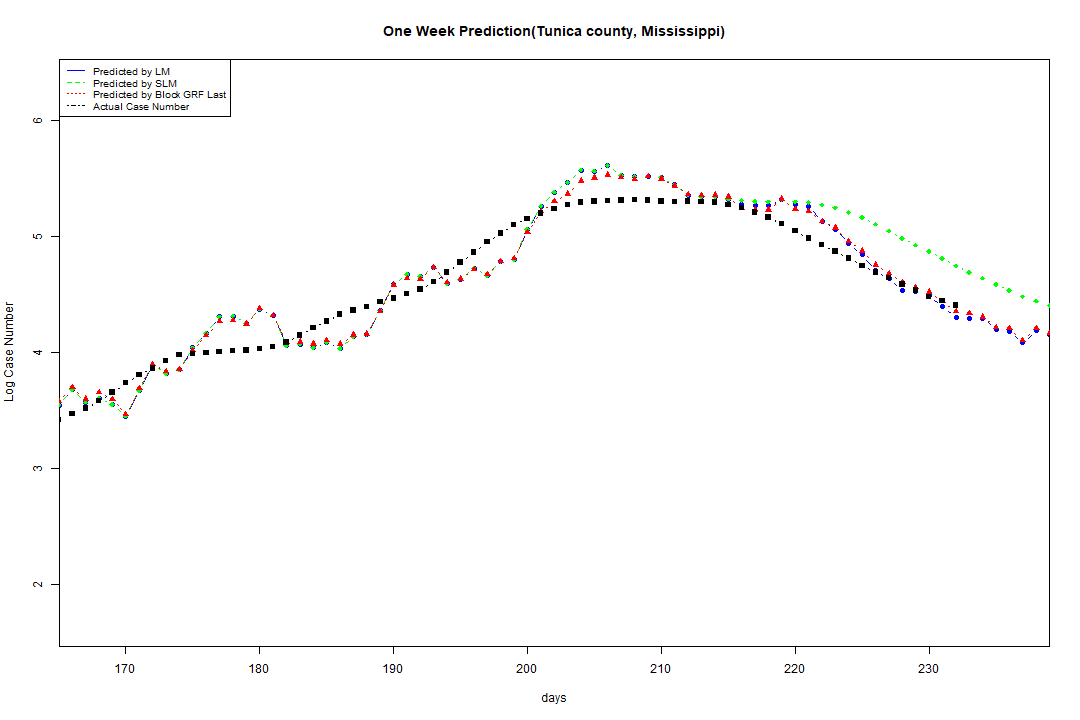 One Week Prediction(Tunica county, Mississippi)
Predicted by LM
Predicted by SLM
Predicted by Block GRF Last
Actual Case Number
6
5
4
3
2
Log Case Number
170 180 190 200 210 220 230
days